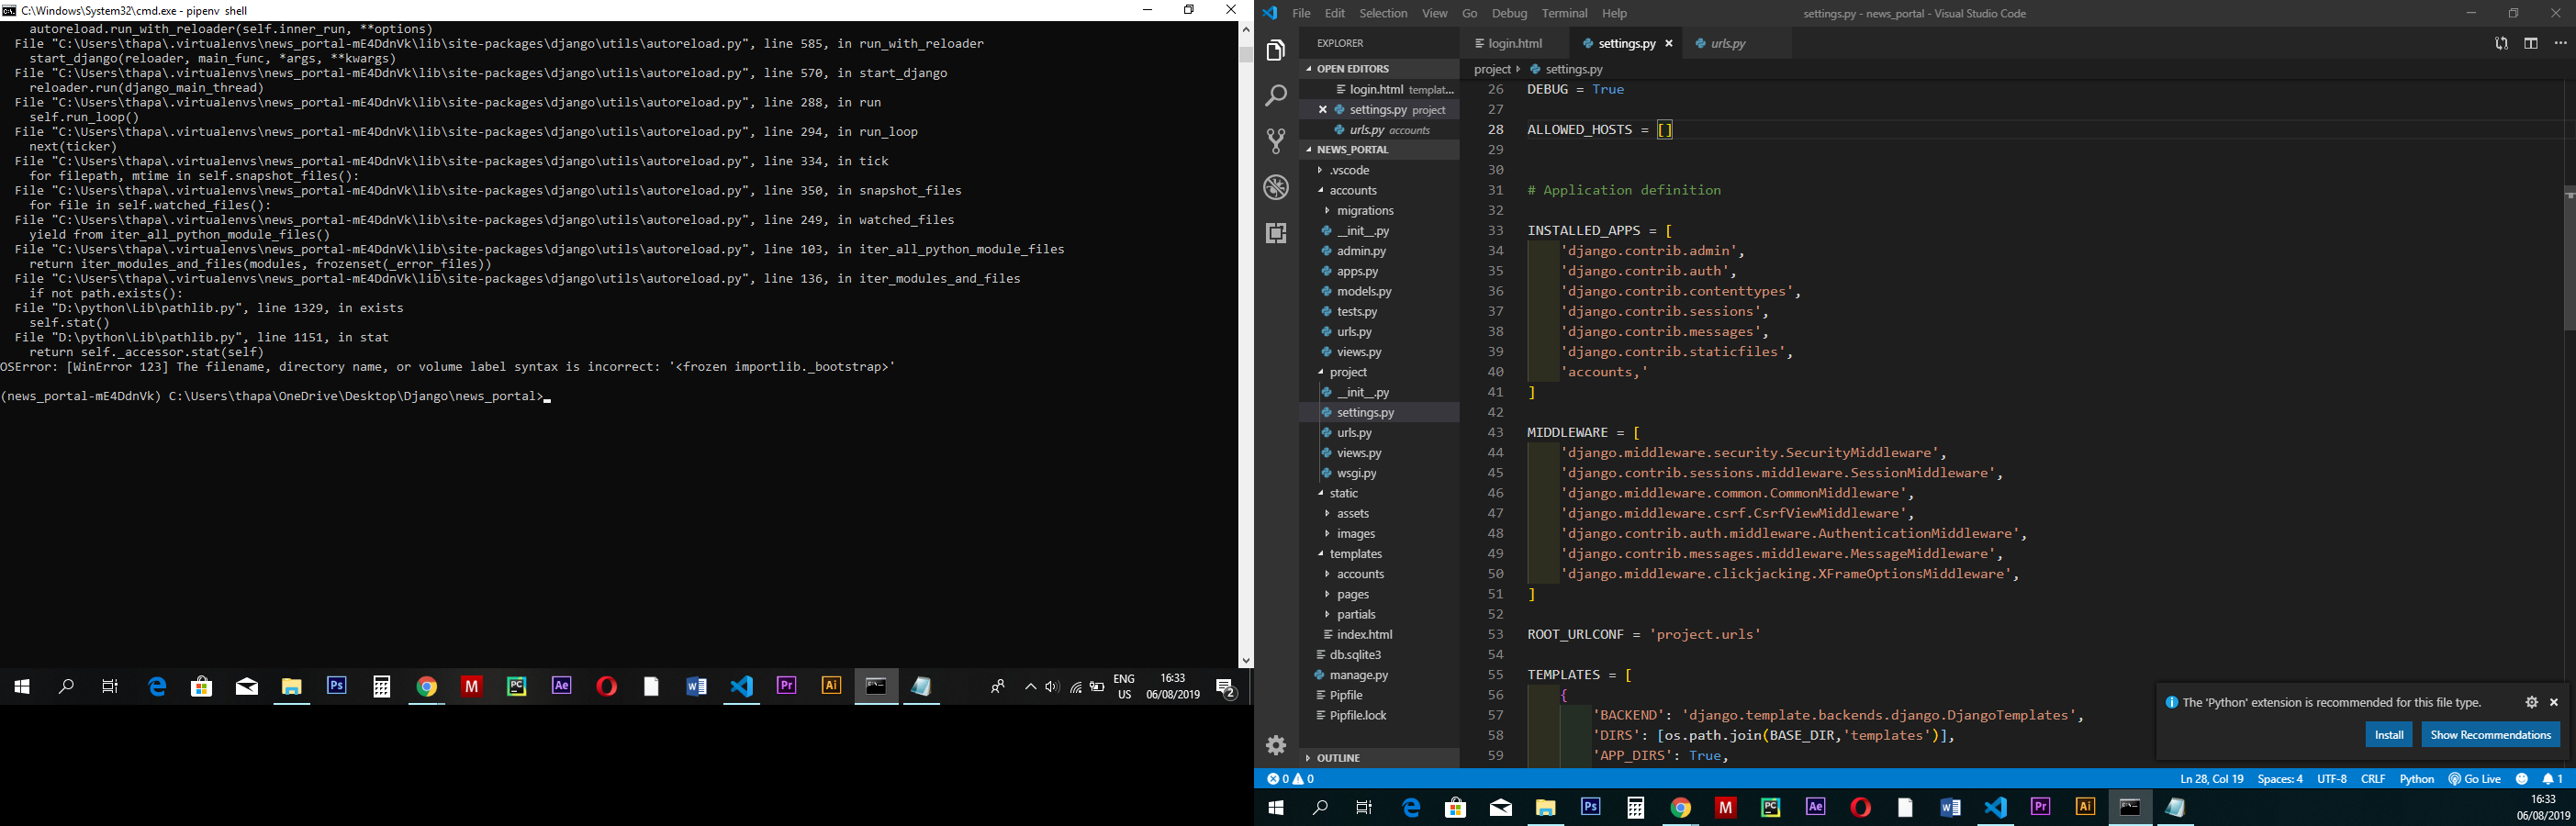 C:\Windows\System32\cmd.exe - pipenv  shell
    autoreload.run_with_reloader(self.inner_run, **options)
  File "C:\Users\thapa\.virtualenvs\news_portal-mE4DdnVk\lib\site-packages\django\utils\autoreload.py", line 585, in run_with_reloader
    start_django(reloader, main_func, *args, **kwargs)
  File "C:\Users\thapa\.virtualenvs\news_portal-mE4DdnVk\lib\site-packages\django\utils\autoreload.py", line 570, in start_django
    reloader.run(django_main_thread)
  File "C:\Users\thapa\.virtualenvs\news_portal-mE4DdnVk\lib\site-packages\django\utils\autoreload.py", line 288, in run
    self.run_loop()
  File "C:\Users\thapa\.virtualenvs\news_portal-mE4DdnVk\lib\site-packages\django\utils\autoreload.py", line 294, in run_loop
    next(ticker)
  File "C:\Users\thapa\.virtualenvs\news_portal-mE4DdnVk\lib\site-packages\django\utils\autoreload.py", line 334, in tick
    for filepath, mtime in self.snapshot_files():
  File "C:\Users\thapa\.virtualenvs\news_portal-mE4DdnVk\lib\site-packages\django\utils\autoreload.py", line 350, in snapshot_files
    for file in self.watched_files():
  File "C:\Users\thapa\.virtualenvs\news_portal-mE4DdnVk\lib\site-packages\django\utils\autoreload.py", line 249, in watched_files
    yield from iter_all_python_module_files()
  File "C:\Users\thapa\.virtualenvs\news_portal-mE4DdnVk\lib\site-packages\django\utils\autoreload.py", line 103, in iter_all_python_module_files
    return iter_modules_and_files(modules, frozenset(_error_files))
  File "C:\Users\thapa\.virtualenvs\news_portal-mE4DdnVk\lib\site-packages\django\utils\autoreload.py", line 136, in iter_modules_and_files
    if not path.exists():
  File "D:\python\Lib\pathlib.py", line 1329, in exists
    self.stat()
  File "D:\python\Lib\pathlib.py", line 1151, in stat
    return self._accessor.stat(self)
OSError: [WinError 123] The filename, directory name, or volume label syntax is incorrect: '<frozen importlib._bootstrap>'
(news_portal-mE4DdnVk) C:\Users\thapa\OneDrive\Desktop\Django\news_portal>
Ps
M
PC
Ae
Pr
Ai
ENG
US
16:33
06/08/2019
2
File Edit Selection View Go Debug Terminal Help
settings.py - news_portal - Visual Studio Code
EXPLORER
OPEN EDITORS
login.html templat...
settings.py project
urls.py accounts
NEWS_PORTAL
.vscode
accounts
migrations
__init__.py
admin.py
apps.py
models.py
tests.py
urls.py
views.py
project
__init__.py
settings.py
urls.py
views.py
wsgi.py
static
assets
images
templates
accounts
pages
partials
index.html
db.sqlite3
manage.py
Pipfile
Pipfile.lock
OUTLINE
login.html
settings.py
urls.py
project settings.py
26 DEBUG = True
27
28 ALLOWED_HOSTS = []
29
30
31 # Application definition
32
33 INSTALLED_APPS = [
34     'django.contrib.admin',
35     'django.contrib.auth',
36     'django.contrib.contenttypes',
37     'django.contrib.sessions',
38     'django.contrib.messages',
39     'django.contrib.staticfiles',
40     'accounts,'
41 ]
42
43 MIDDLEWARE = [
44     'django.middleware.security.SecurityMiddleware',
45     'django.contrib.sessions.middleware.SessionMiddleware',
46     'django.middleware.common.CommonMiddleware',
47     'django.middleware.csrf.CsrfViewMiddleware',
48     'django.contrib.auth.middleware.AuthenticationMiddleware',
49     'django.contrib.messages.middleware.MessageMiddleware',
50     'django.middleware.clickjacking.XFrameOptionsMiddleware',
51 ]
52
53 ROOT_URLCONF = 'project.urls'
54
55 TEMPLATES = [
56     {
57         'BACKEND': 'django.template.backends.django.DjangoTemplates',
58         'DIRS': [os.path.join(BASE_DIR,'templates')],
59         'APP_DIRS': True,
The 'Python' extension is recommended for this file type.
Install
Show Recommendations
0 0
Ln 28, Col 19 Spaces: 4 UTF-8 CRLF Python Go Live 1
Ps
M
PC
Ae
Pr
Ai
16:33
06/08/2019